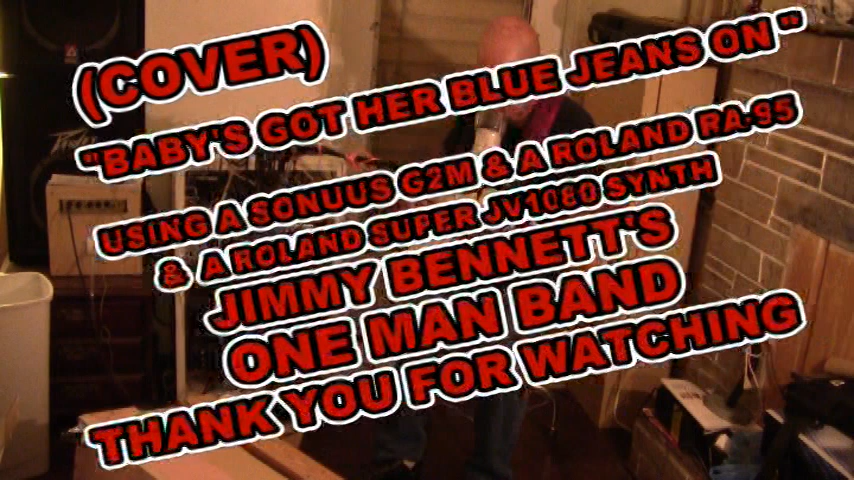 (COVER)
"BABY'S GOT HER BLUE JEANS ON "
USING A SONUUS G2M & A ROLAND RA-95
& A ROLAND SUPER JV1080 SYNTH
JIMMY BENNETT'S
ONE MAN BAND
THANK YOU FOR WATCHING